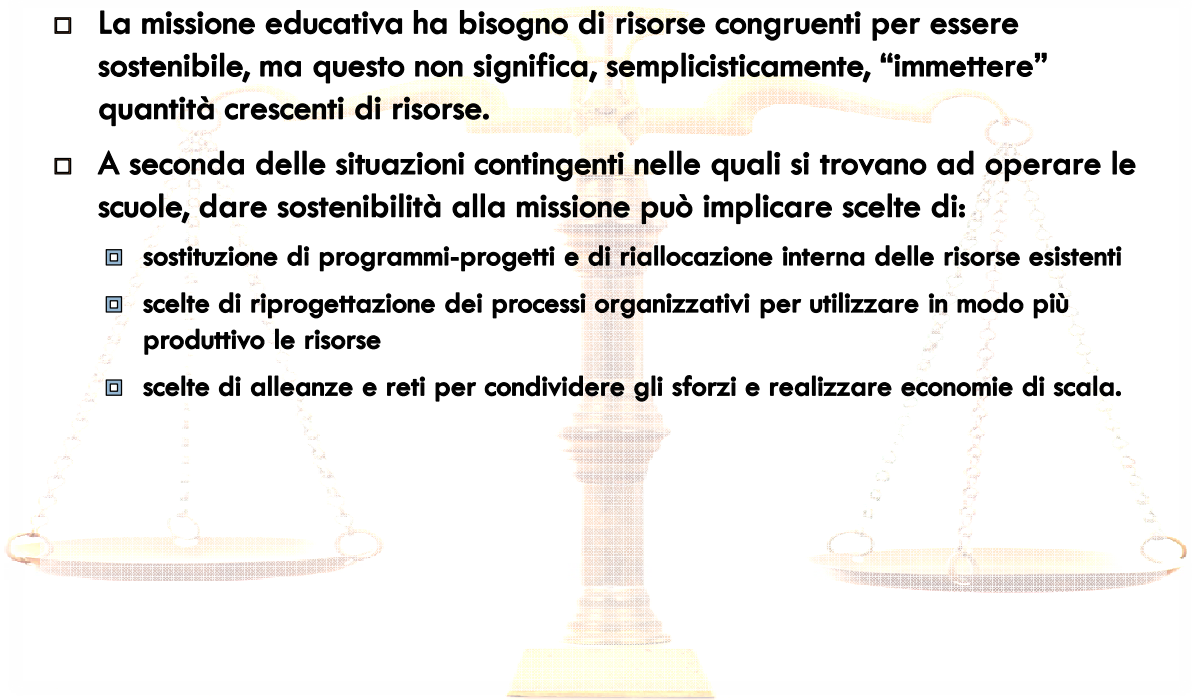 La missione educativa ha bisogno di risorse congruenti per essere
sostenibile, ma questo non significa, semplicisticamente, “immettere”
quantità crescenti di risorse.
A seconda delle situazioni contingenti nelle quali si trovano ad operare le
scuole, dare sostenibilità alla missione può implicare scelte di:
sostituzione di programmi-progetti e di riallocazione interna delle risorse esistenti
scelte di riprogettazione dei processi organizzativi per utilizzare in modo più
produttivo le risorse
scelte di alleanze e reti per condividere gli sforzi e realizzare economie di scala.